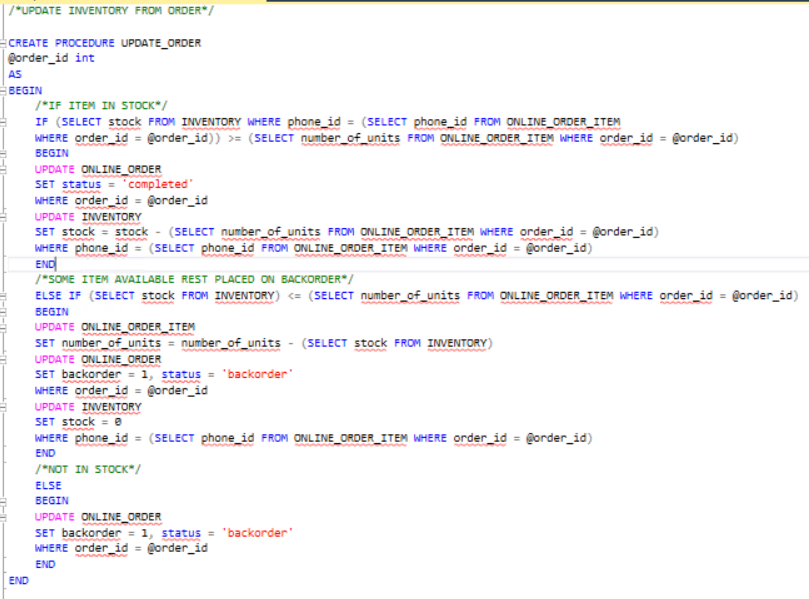 /*UPDATE INVENTORY FROM ORDER*/
CREATE PROCEDURE UPDATE_ORDER
@order_id int
AS
BEGIN
/*IF ITEM IN STOCK*/
IF (SELECT stock FROM INVENTORY WHERE phone_id = (SELECT phone_id FROM ONLINE_ORDER_ITEM
WHERE order_id = @order_id)) >= (SELECT number_of_units FROM ONLINE_ORDER_ITEM WHERE order_id = @order_id)
BEGIN
UPDATE ONLINE_ORDER
SET status = 'completed'
WHERE order_id = @order_id
UPDATE INVENTORY
SET stock = stock - (SELECT number_of_units FROM ONLINE_ORDER_ITEM WHERE order_id = @order_id)
WHERE phone_id = (SELECT phone_id FROM ONLINE_ORDER_ITEM WHERE order_id = @order_id)
END
/*SOME ITEM AVAILABLE REST PLACED ON BACKORDER*/
ELSE IF (SELECT stock FROM INVENTORY) <= (SELECT number_of_units FROM ONLINE_ORDER_ITEM WHERE order_id = @order_id)
BEGIN
UPDATE ONLINE_ORDER_ITEM
SET number_of_units = number_of_units - (SELECT stock FROM INVENTORY)
UPDATE ONLINE_ORDER
SET backorder = 1, status = 'backorder'
WHERE order_id = @order_id
UPDATE INVENTORY
SET stock = 0
WHERE phone_id = (SELECT phone_id FROM ONLINE_ORDER_ITEM WHERE order_id = @order_id)
END
/*NOT IN STOCK*/
ELSE
BEGIN
UPDATE ONLINE_ORDER
SET backorder = 1, status = 'backorder'
WHERE order_id = @order_id
END
END